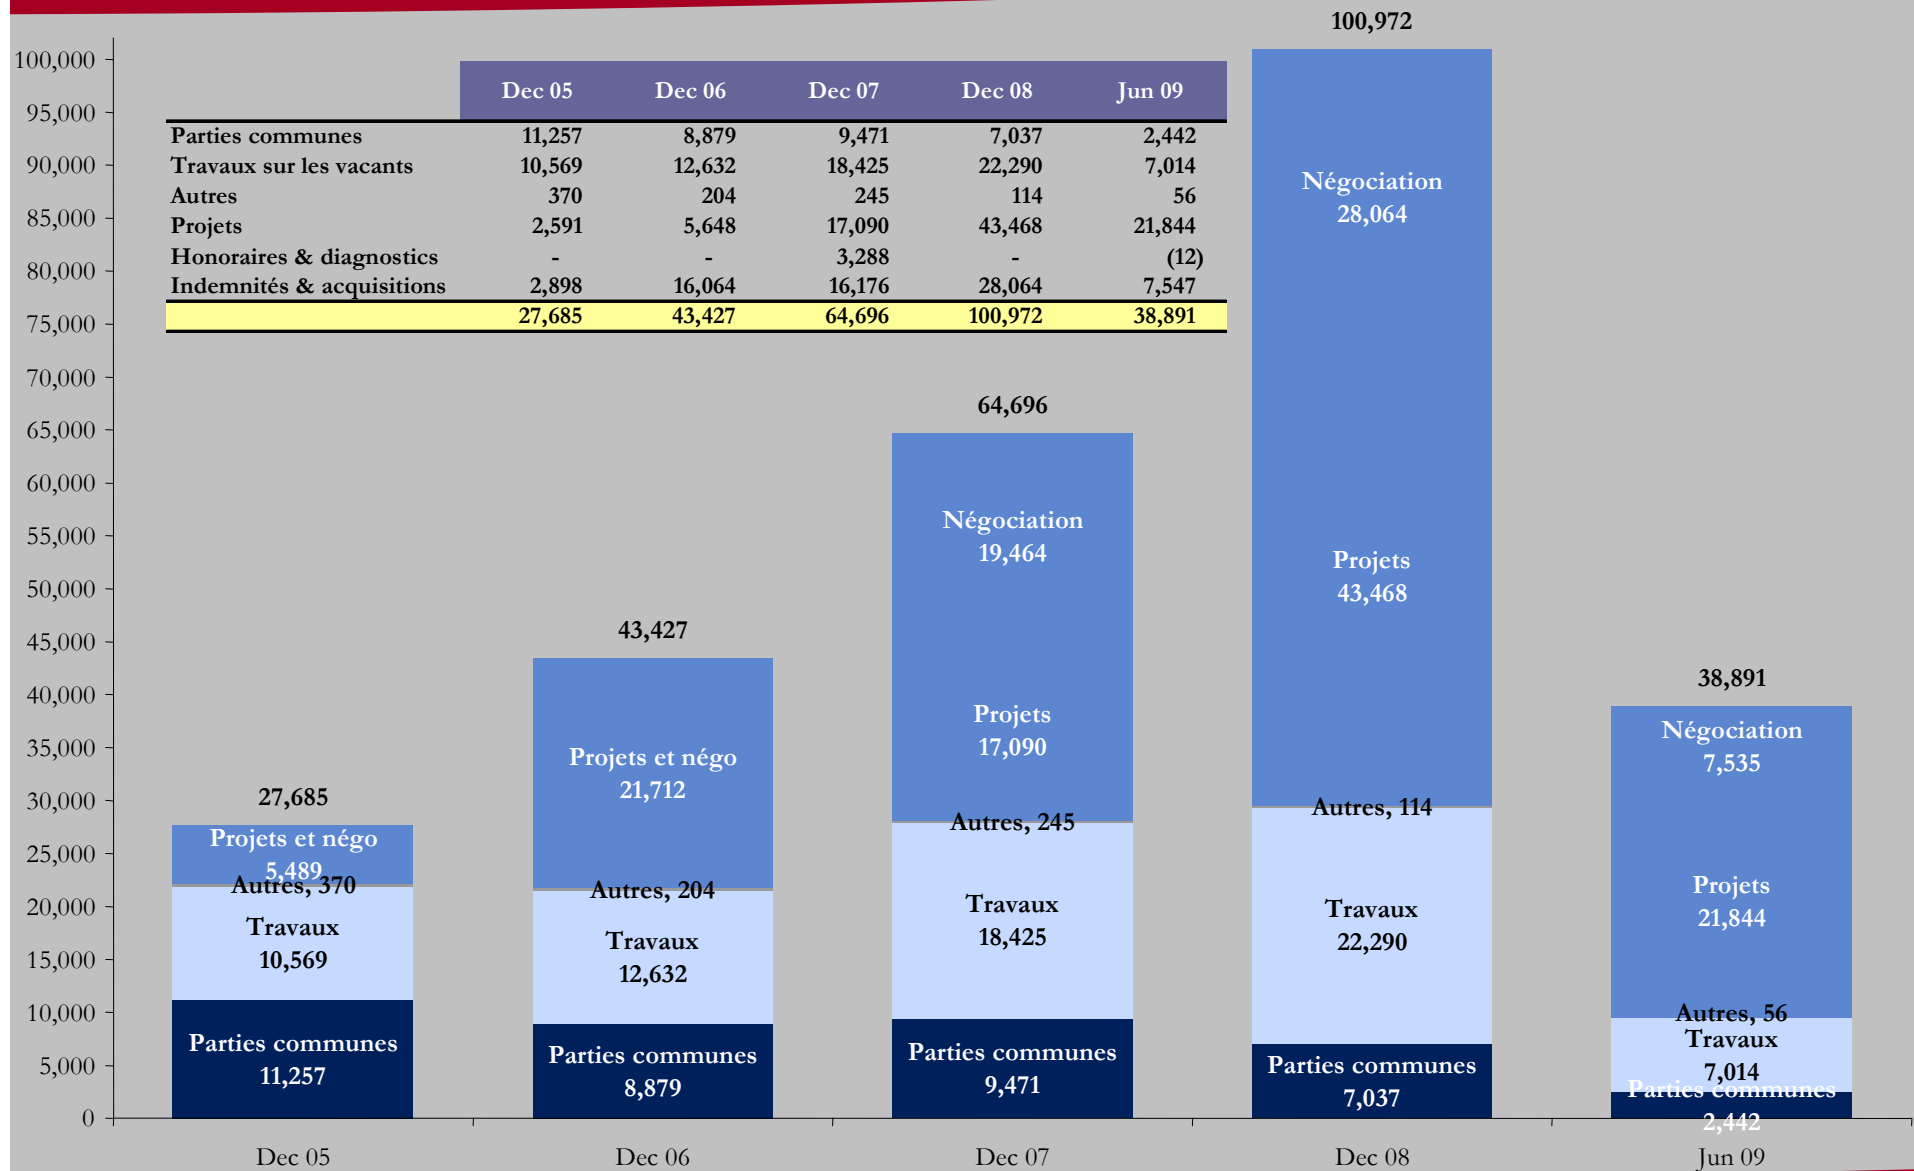 100,972
100,000
95,000
90,000
85,000
80,000
75,000
70,000
65,000
60,000
55,000
50,000
45,000
40,000
35,000
30,000
25,000
20,000
15,000
10,000
5,000
0
Dec 05 Dec 06 Dec 07 Dec 08 Jun 09
Parties communes 11,257 8,879 9,471 7,037 2,442
Travaux sur les vacants 10,569 12,632 18,425 22,290 7,014
Autres 370 204 245 114 56
Projets 2,591 5,648 17,090 43,468 21,844
Honoraires & diagnostics - - 3,288 - (12)
Indemnités & acquisitions 2,898 16,064 16,176 28,064 7,547
27,685 43,427 64,696 100,972 38,891
27,685
Projets et négo
5,489
Autres, 370
Travaux
10,569
Parties communes
11,257
43,427
Projets et négo
21,712
Autres, 204
Travaux
12,632
Parties communes
8,879
64,696
Négociation
19,464
Projets
17,090
Autres, 245
Travaux
18,425
Parties communes
9,471
Négociation
28,064
Projets
43,468
Autres, 114
Travaux
22,290
Parties communes
7,037
38,891
Négociation
7,535
Projets
21,844
Autres, 56
Travaux
7,014
Parties communes
2,442
Dec 05 Dec 06 Dec 07 Dec 08 Jun 09